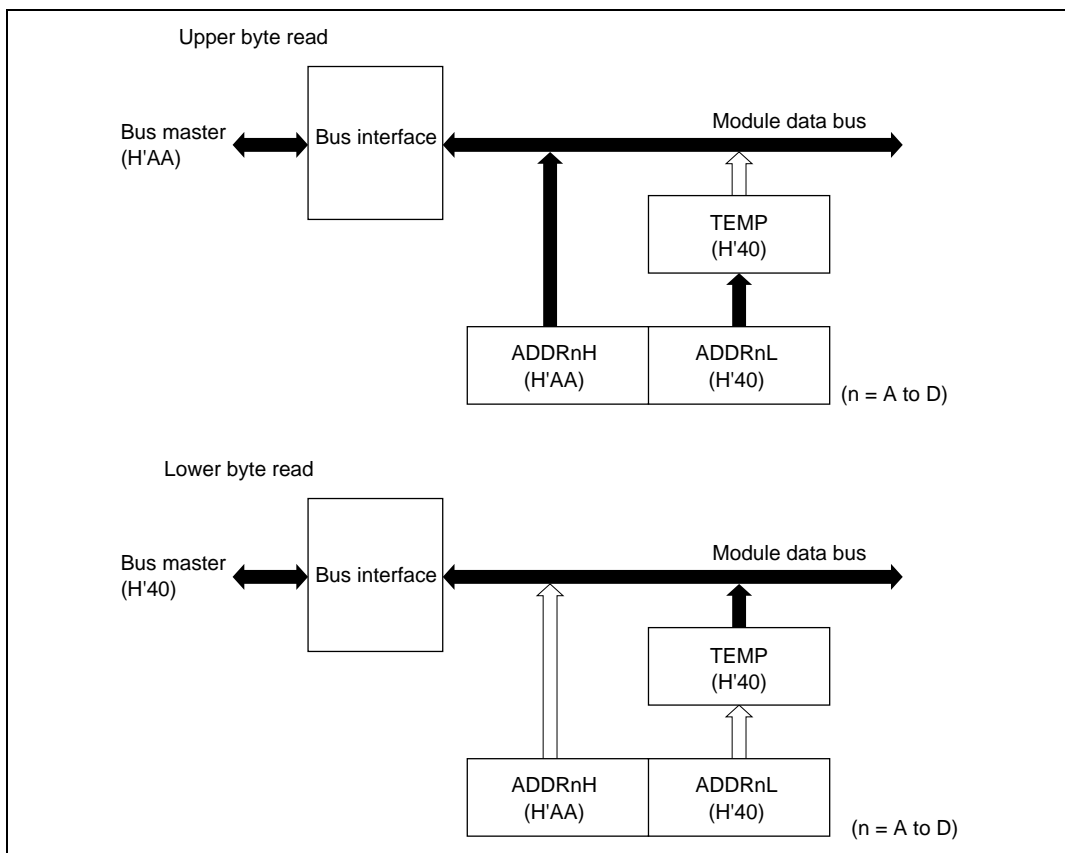 Upper byte read
Bus master
(H'AA)
Bus interface
Module data bus
TEMP
(H'40)
ADDRnH
(H'AA)
ADDRnL
(H'40)
(n = A to D)
Lower byte read
Bus master
(H'40)
Bus interface
Module data bus
TEMP
(H'40)
ADDRnH
(H'AA)
ADDRnL
(H'40)
(n = A to D)